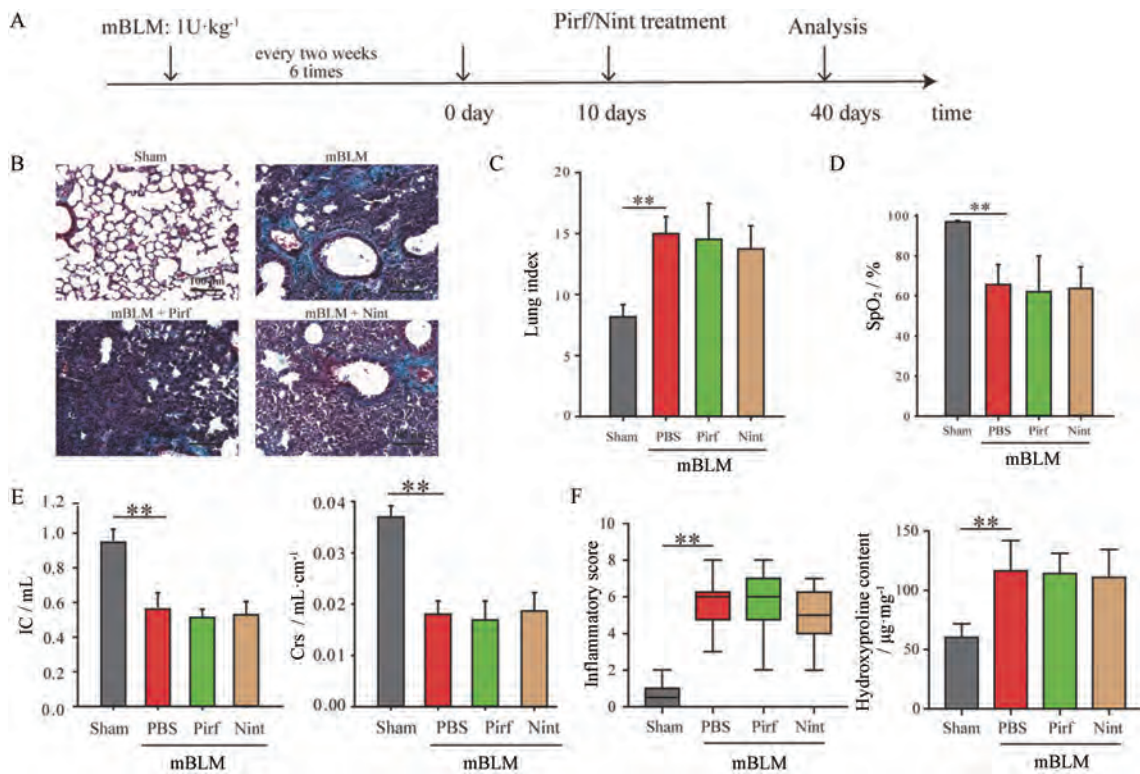 A
mBLM: 1U·kg⁻¹
every two weeks
6 times
Pirf/Nint treatment
Analysis
0 day
10 days
40 days
time
B
Sham
mBLM
100 μm
mBLM + Pirf
mBLM + Nint
C
Lung index
20
15
10
5
0
Sham
PBS
Pirf
Nint
mBLM
**
D
SpO₂ / %
100
80
60
40
20
0
Sham
PBS
Pirf
Nint
mBLM
**
E
IC / mL
1.2
1.0
0.8
0.6
0.4
0.2
0.0
Sham
PBS
Pirf
Nint
mBLM
**
Crs / mL·cm⁻¹
0.04
0.03
0.02
0.01
0.00
Sham
PBS
Pirf
Nint
mBLM
**
F
Inflammatory score
10
8
6
4
2
0
Sham
PBS
Pirf
Nint
mBLM
**
Hydroxyproline content
/ μg·mg⁻¹
150
100
50
0
Sham
PBS
Pirf
Nint
mBLM
**